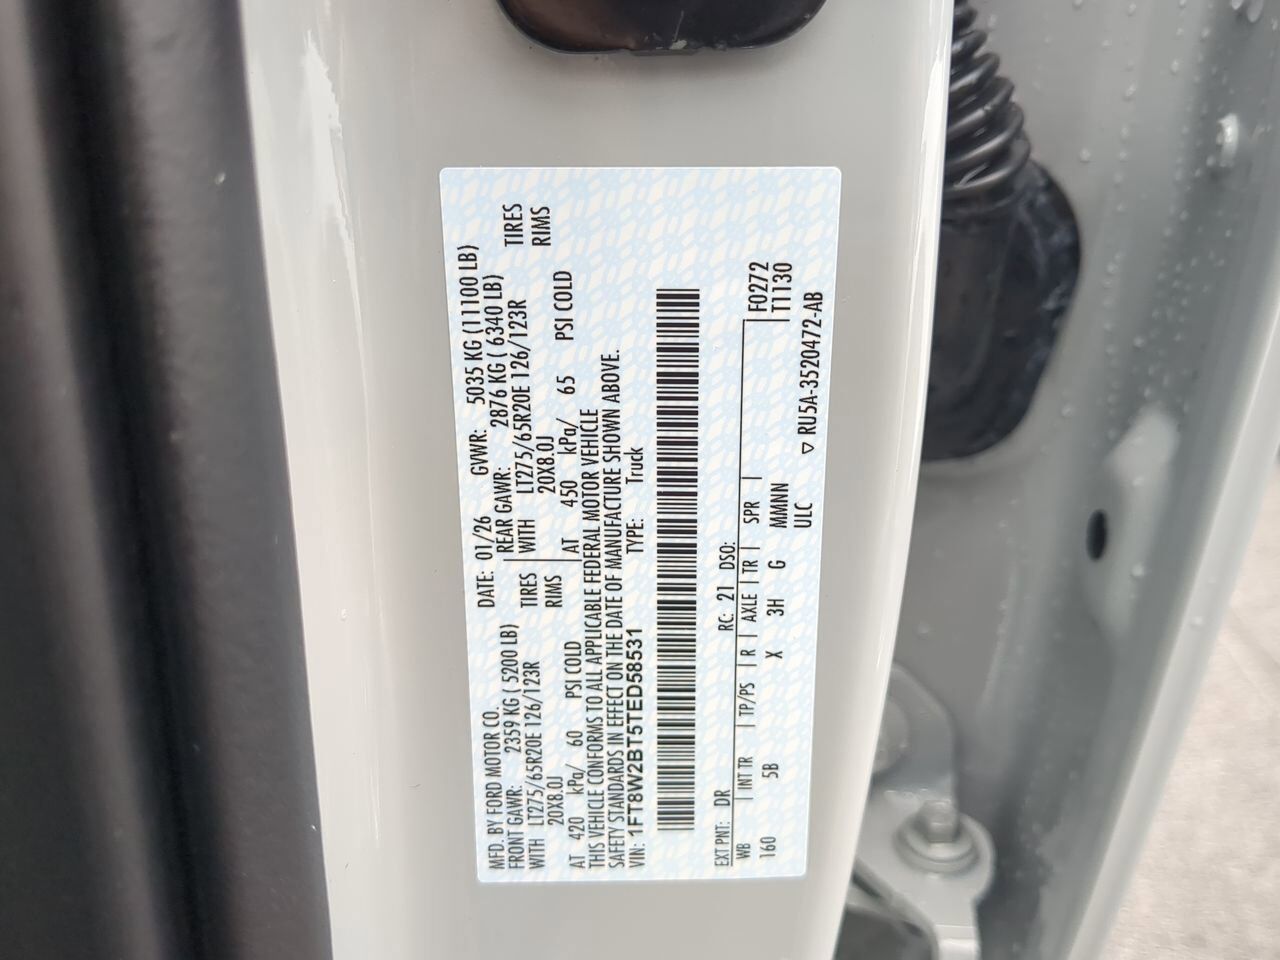 MFD. BY FORD MOTOR CO. DATE: 01/26 GVWR: 5035 KG (11100 LB)
FRONT GAWR: 2359 KG ( 5200 LB) REAR GAWR: 2876 KG ( 6340 LB)
WITH LT275/65R20E 126/123R TIRES WITH LT275/65R20E 126/123R TIRES
20X8.0J RIMS 20X8.0J RIMS
AT 420 kPa/ 60 PSI COLD AT 450 kPa/ 65 PSI COLD
THIS VEHICLE CONFORMS TO ALL APPLICABLE FEDERAL MOTOR VEHICLE
SAFETY STANDARDS IN EFFECT ON THE DATE OF MANUFACTURE SHOWN ABOVE.
VIN: 1FT8W2BT5TED58531 TYPE: Truck
EXT PNT: DR RC: 21 DSO: F0272
WB INT TR TP/PS R AXLE TR SPR T1130
160 5B X 3H G MMMNN
ULC ▽ RU5A-3520472-AB